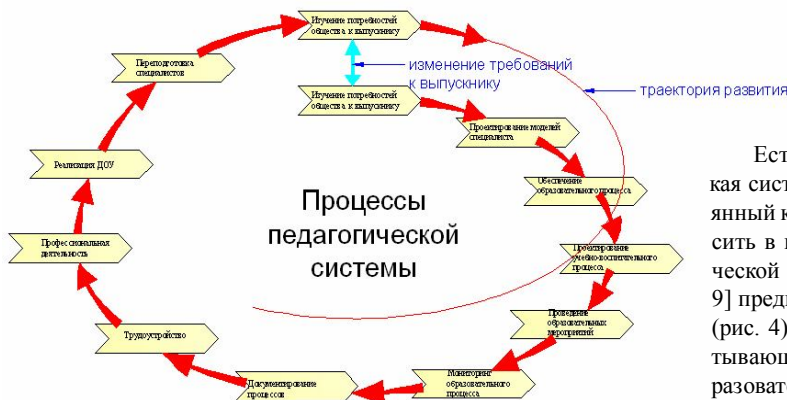 Изучение потребностей
общества к выпускнику
изменение требований
к выпускнику
траектория развития
Изучение потребностей
общества к выпускнику
Проектирование моделей
специалиста
Обеспечение
образовательного процесса
Проектирование
учебно-воспитательного
процесса
Проведение
образовательных
мероприятий
Мониторинг
образовательного
процесса
Документирование
процессов
Трудоустройство
Профессиональная
деятельность
Реализация ДОУ
Переподготовка
специалистов
Процессы
педагогической
системы
Ест
кая сист
янный к
сить в
ческой
9] пред
(рис. 4)
тывающ
разоват